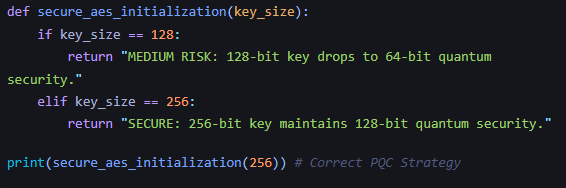 def secure_aes_initialization(key_size):
    if key_size == 128:
        return "MEDIUM RISK: 128-bit key drops to 64-bit quantum
security."
    elif key_size == 256:
        return "SECURE: 256-bit key maintains 128-bit quantum security."

print(secure_aes_initialization(256)) # Correct PQC Strategy